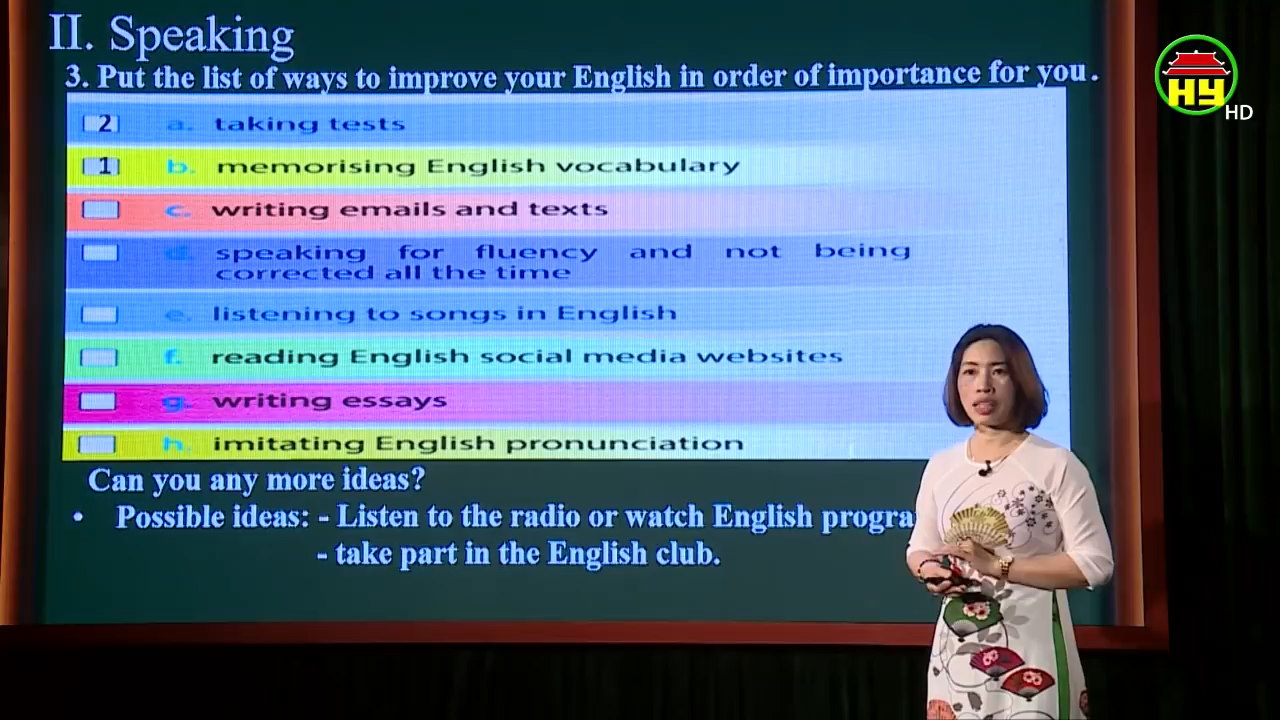 II. Speaking
3. Put the list of ways to improve your English in order of importance for you.
2 a. taking tests
1 b. memorising English vocabulary
c. writing emails and texts
d. speaking for fluency and not being
corrected all the time
e. listening to songs in English
f. reading English social media websites
g. writing essays
h. imitating English pronunciation
Can you any more ideas?
• Possible ideas: - Listen to the radio or watch English progra
- take part in the English club.
HY
HD